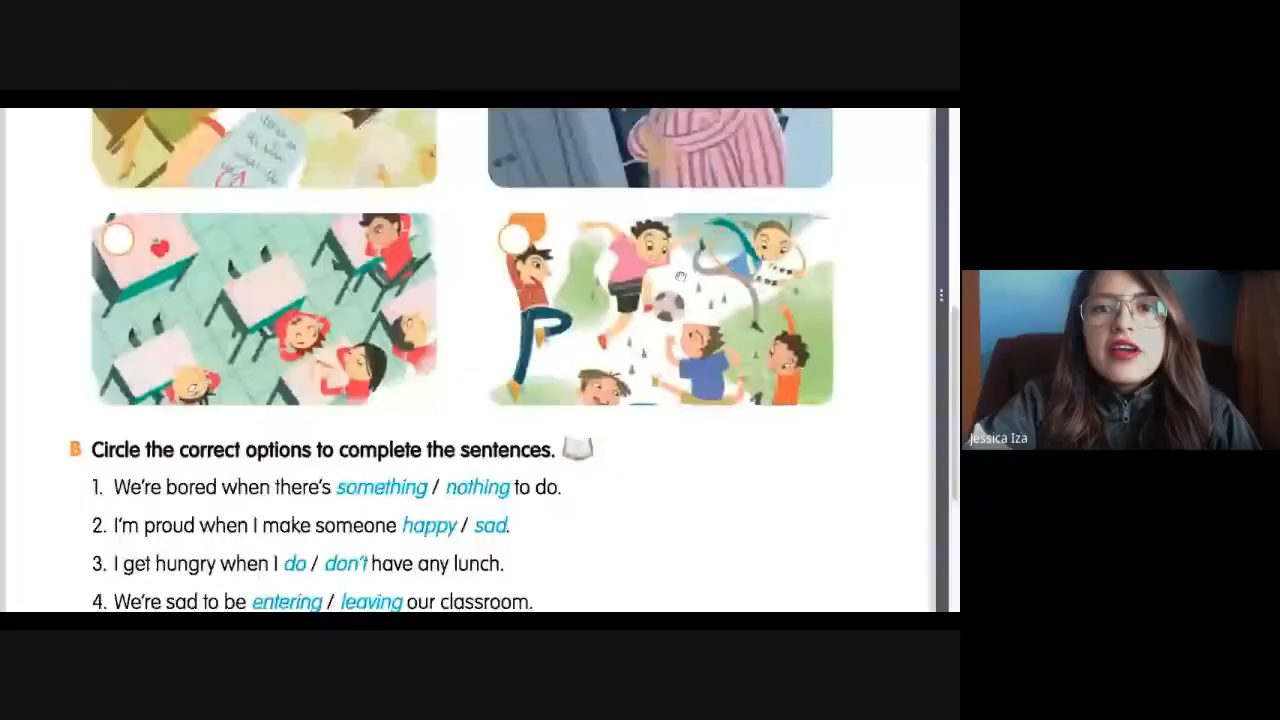 B Circle the correct options to complete the sentences.
1. We're bored when there's something / nothing to do.
2. I'm proud when I make someone happy / sad.
3. I get hungry when I do / don't have any lunch.
4. We're sad to be entering / leaving our classroom.
Jessica Iza